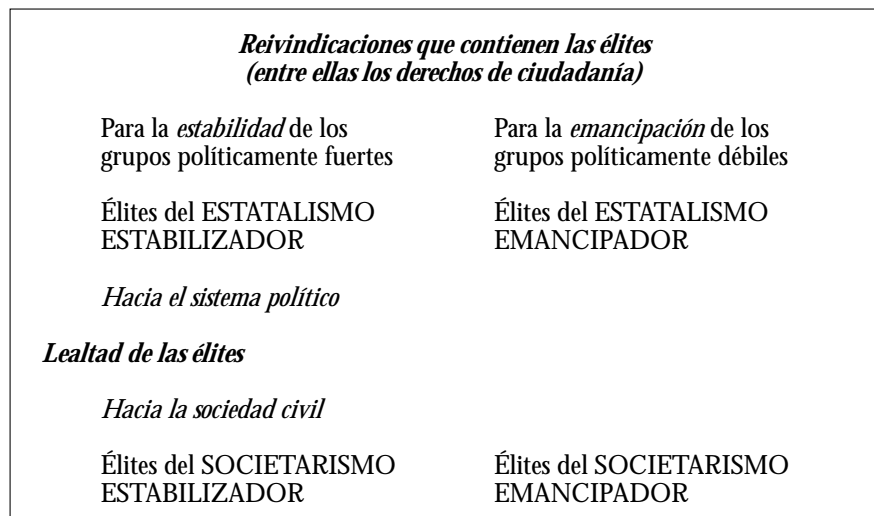 Reivindicaciones que contienen las élites
(entre ellas los derechos de ciudadanía)
Para la estabilidad de los
grupos políticamente fuertes
Para la emancipación de los
grupos políticamente débiles
Élites del ESTATALISMO
ESTABILIZADOR
Élites del ESTATALISMO
EMANCIPADOR
Hacia el sistema político
Lealtad de las élites
Hacia la sociedad civil
Élites del SOCIETARISMO
ESTABILIZADOR
Élites del SOCIETARISMO
EMANCIPADOR